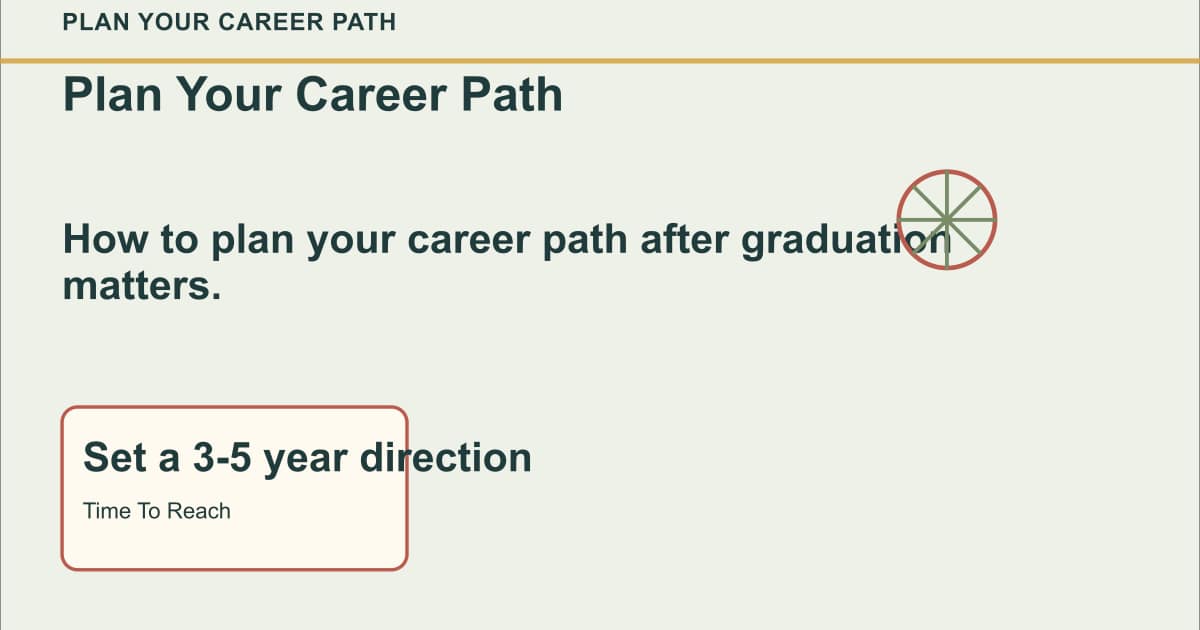 PLAN YOUR CAREER PATH
Plan Your Career Path
How to plan your career path after graduation
matters.
Set a 3-5 year direction
Time To Reach